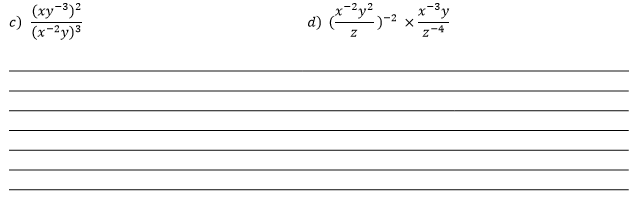 c) (xy⁻³)² / (x⁻²y)³ d) (x⁻²y² / z)⁻² × x⁻³y / z⁻⁴